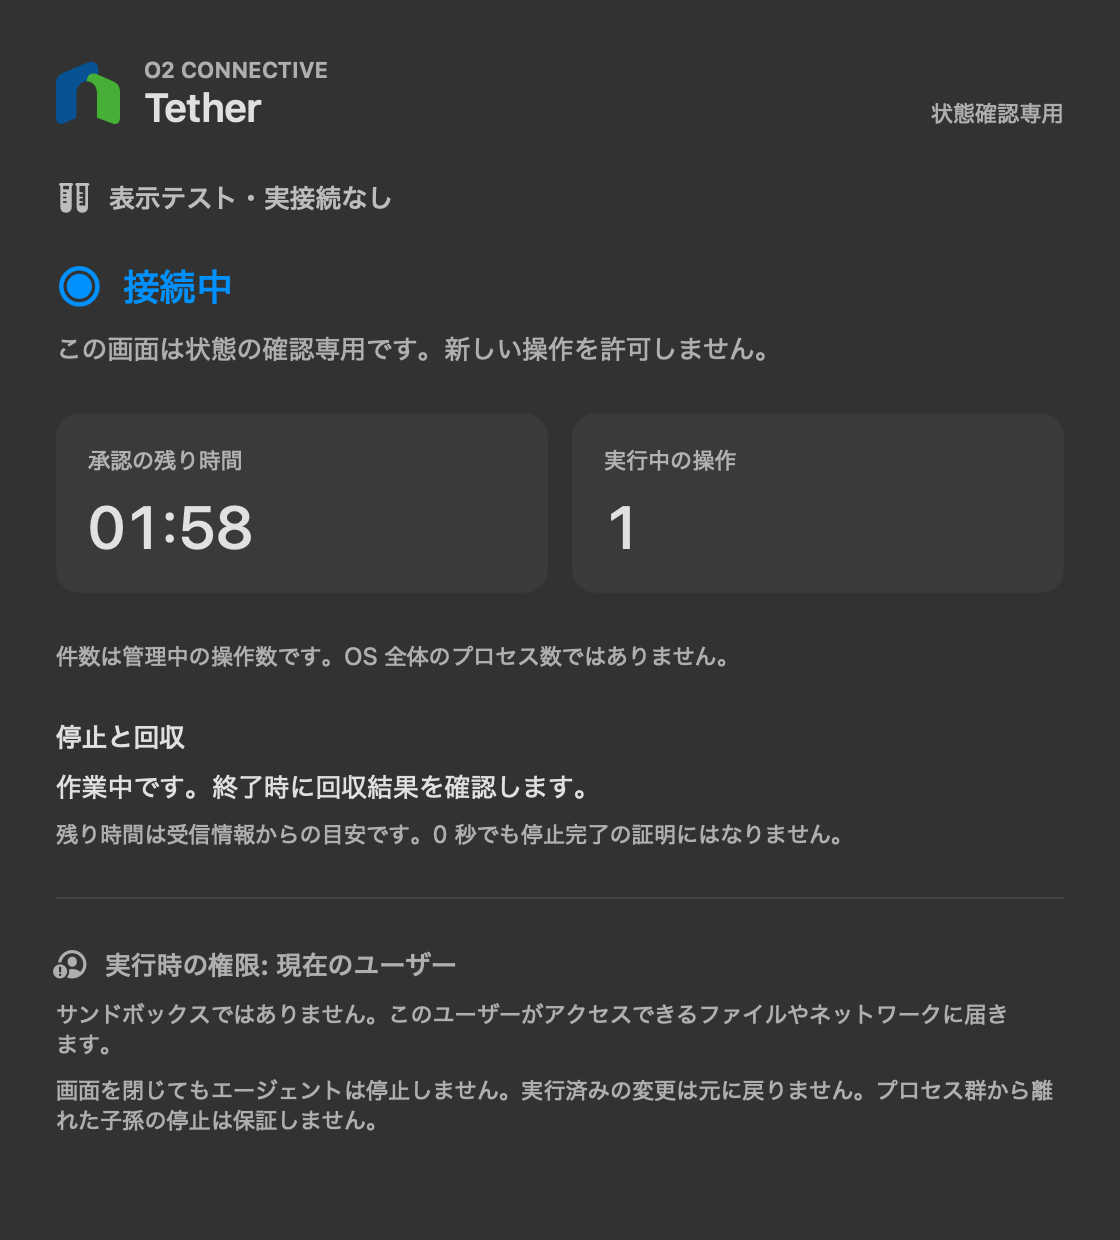 O2 CONNECTIVE
Tether
状態確認専用
表示テスト・実接続なし
接続中
この画面は状態の確認専用です。新しい操作を許可しません。
承認の残り時間
01:58
実行中の操作
1
件数は管理中の操作数です。OS 全体のプロセス数ではありません。
停止と回収
作業中です。終了時に回収結果を確認します。
残り時間は受信情報からの目安です。0 秒でも停止完了の証明にはなりません。
実行時の権限: 現在のユーザー
サンドボックスではありません。このユーザーがアクセスできるファイルやネットワークに届き
ます。
画面を閉じてもエージェントは停止しません。実行済みの変更は元に戻りません。プロセス群から離
れた子孫の停止は保証しません。